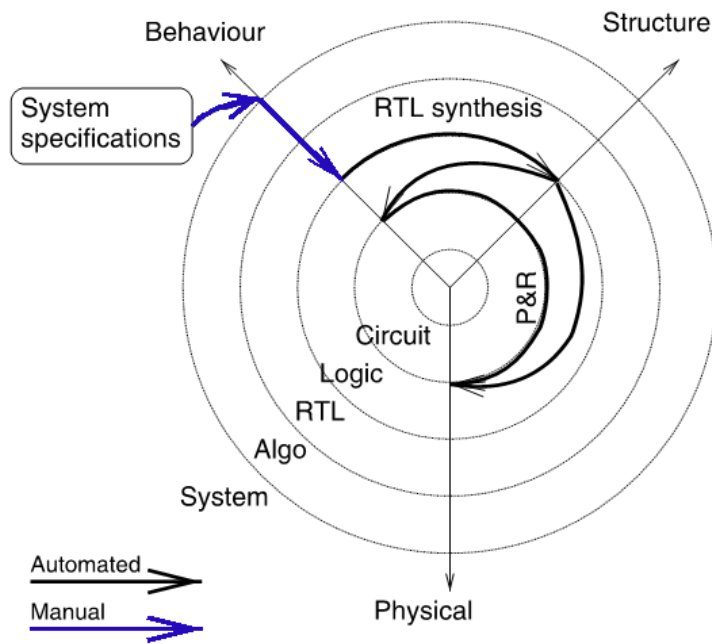 Behaviour
Structure
System
specifications
RTL synthesis
P&R
Circuit
Logic
RTL
Algo
System
Automated
Manual
Physical